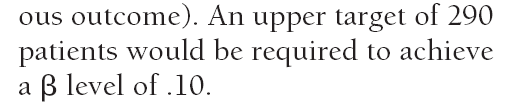 ous outcome). An upper target of 290
patients would be required to achieve
a β level of .10.